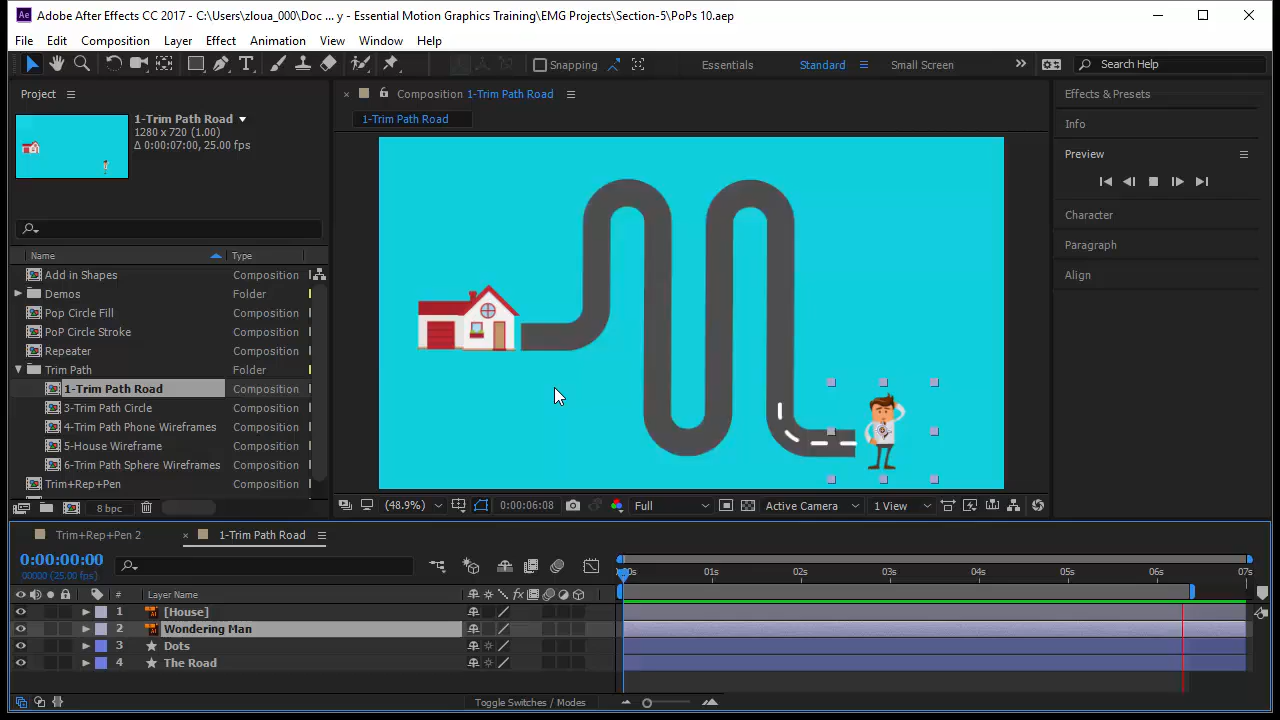 Adobe After Effects CC 2017 - C:\Users\zloua_000\Doc ... y - Essential Motion Graphics Training\EMG Projects\Section-5\PoPs 10.aep
File Edit Composition Layer Effect Animation View Window Help
Snapping Essentials Standard Small Screen Search Help
Project
Composition 1-Trim Path Road
Effects & Presets
1-Trim Path Road
1280 x 720 (1.00)
Δ 0:00:07:00, 25.00 fps
1-Trim Path Road
Info
Preview
Character
Paragraph
Align
Name Type
Add in Shapes Composition
Demos Folder
Pop Circle Fill Composition
PoP Circle Stroke Composition
Repeater Composition
Trim Path Folder
1-Trim Path Road Composition
3-Trim Path Circle Composition
4-Trim Path Phone Wireframes Composition
5-House Wireframe Composition
6-Trim Path Sphere Wireframes Composition
Trim+Rep+Pen Composition
8 bpc
(48.9%) 0:00:06:08 Full Active Camera 1 View
Trim+Rep+Pen 2 1-Trim Path Road
0:00:00:00
00000 (25.00 fps)
01s 02s 03s 04s 05s 06s 07s
# Layer Name
1 [House]
2 Wondering Man
3 Dots
4 The Road
Toggle Switches / Modes